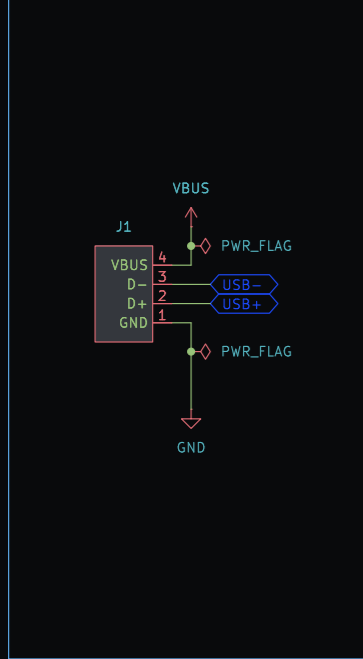 VBUS
J1
PWR_FLAG
VBUS 4
D- 3 USB-
D+ 2 USB+
GND 1
PWR_FLAG
GND